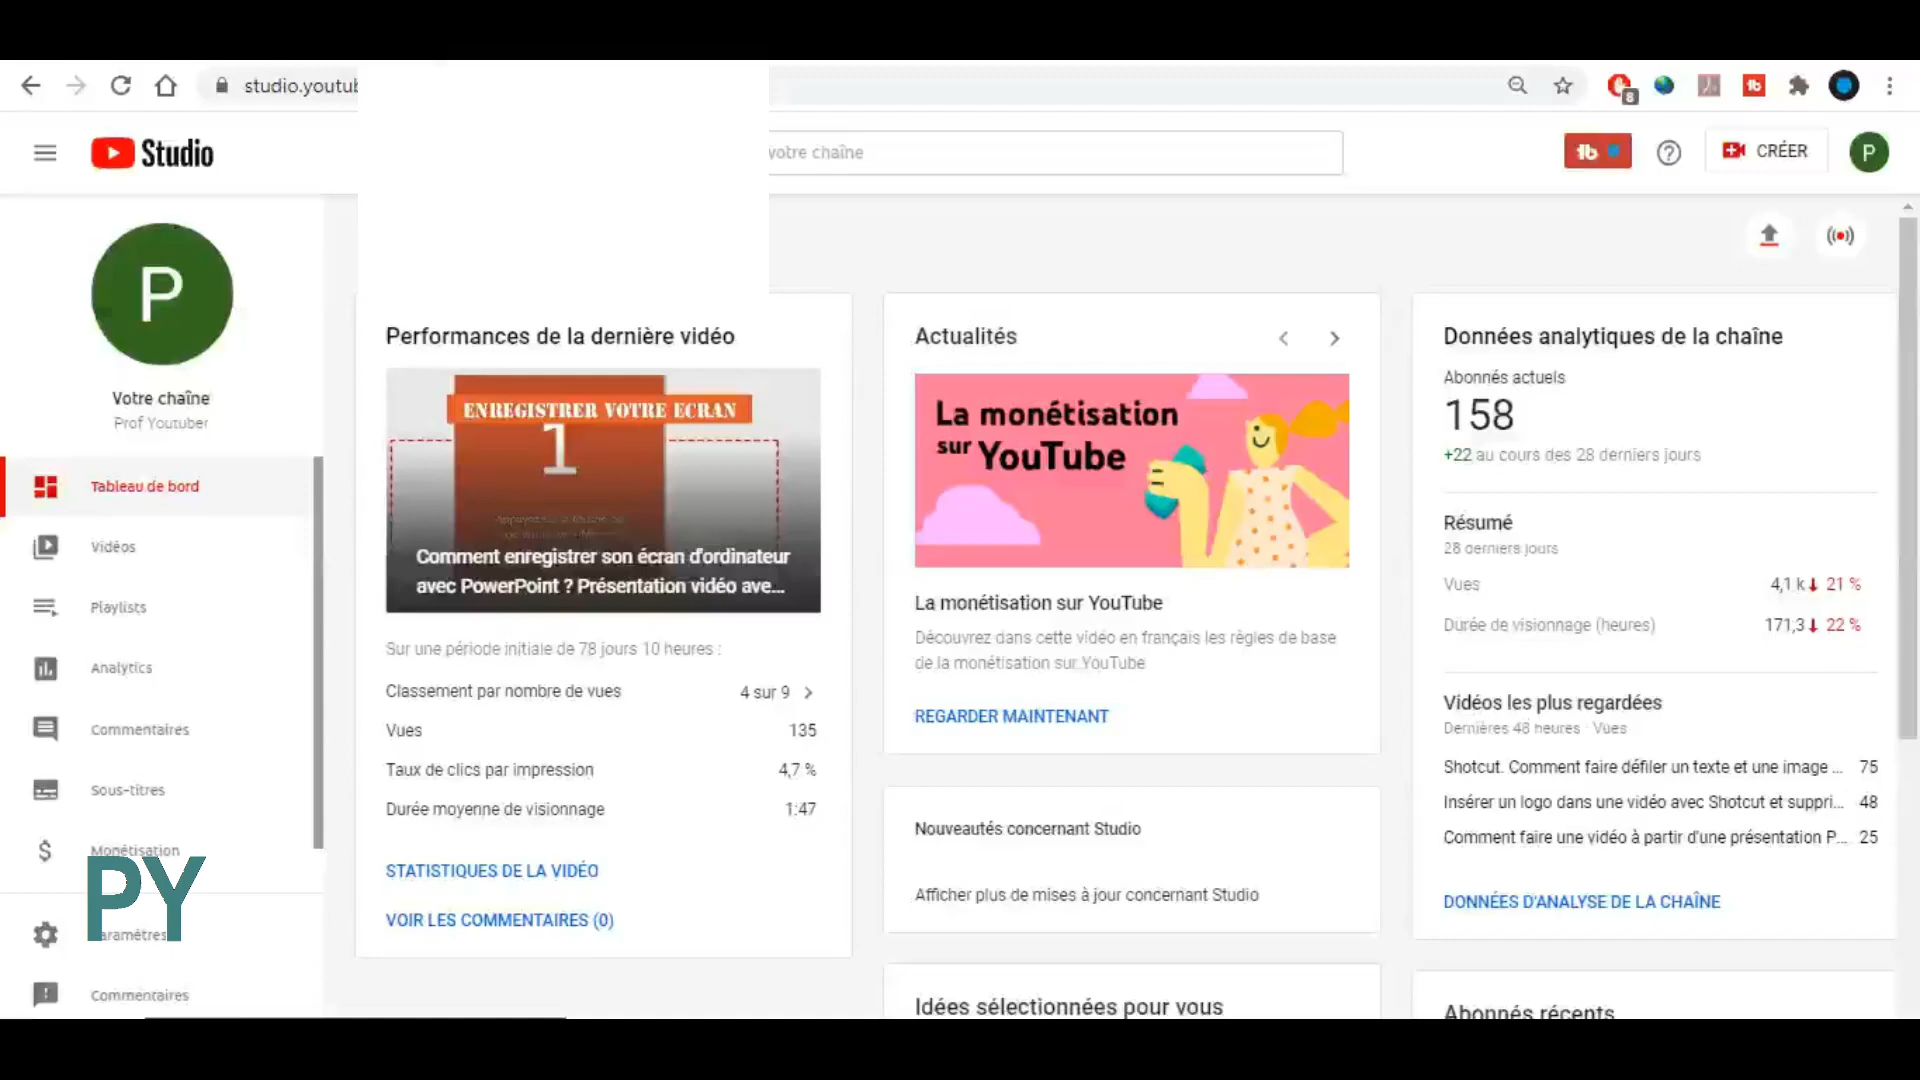 studio.youtub
8
Studio
votre chaîne
CRÉER
P
P
Votre chaîne
Prof Youtuber
Tableau de bord
Vidéos
Playlists
Analytics
Commentaires
Sous-titres
Monétisation
PY
aramètres
Commentaires
Performances de la dernière vidéo
ENREGISTRER VOTRE ECRAN
1
Comment enregistrer son écran d'ordinateur
avec PowerPoint ? Présentation vidéo ave...
Sur une période initiale de 78 jours 10 heures :
Classement par nombre de vues 4 sur 9
Vues 135
Taux de clics par impression 4,7 %
Durée moyenne de visionnage 1:47
STATISTIQUES DE LA VIDÉO
VOIR LES COMMENTAIRES (0)
Actualités
La monétisation
sur YouTube
La monétisation sur YouTube
Découvrez dans cette vidéo en français les règles de base
de la monétisation sur YouTube
REGARDER MAINTENANT
Nouveautés concernant Studio
Afficher plus de mises à jour concernant Studio
Idées sélectionnées pour vous
Données analytiques de la chaîne
Abonnés actuels
158
+22 au cours des 28 derniers jours
Résumé
28 derniers jours
Vues 4,1 k 21 %
Durée de visionnage (heures) 171,3 22 %
Vidéos les plus regardées
Dernières 48 heures · Vues
Shotcut. Comment faire défiler un texte et une image ... 75
Insérer un logo dans une vidéo avec Shotcut et suppri... 48
Comment faire une vidéo à partir d'une présentation P... 25
DONNÉES D'ANALYSE DE LA CHAÎNE
Abonnés récents